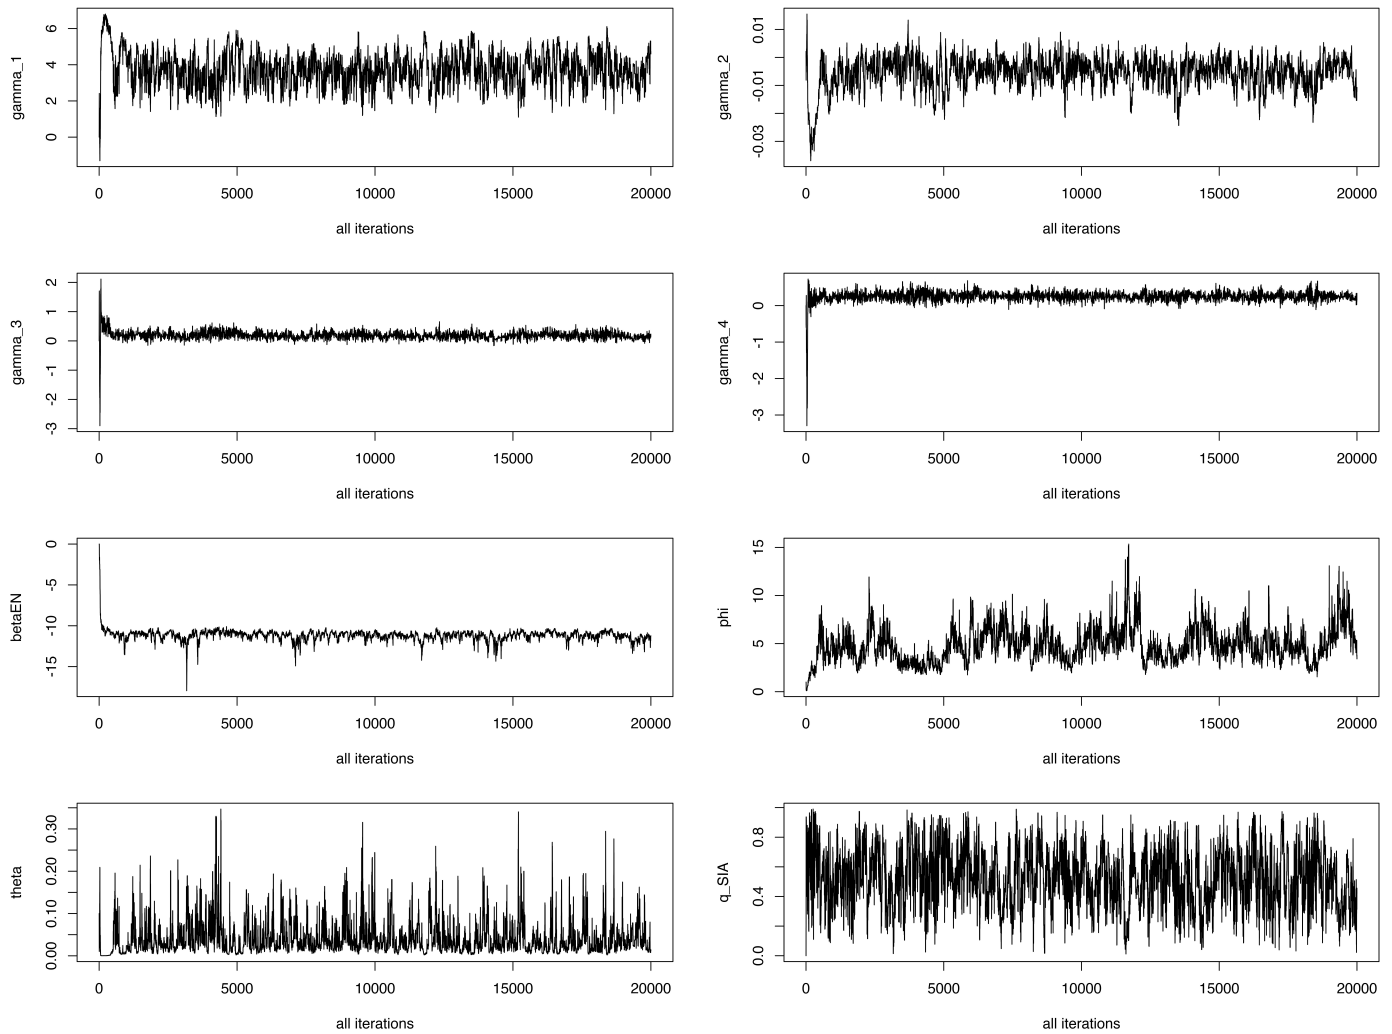 gamma_1
6
4
2
0
0 5000 10000 15000 20000
all iterations
gamma_2
0.01
-0.01
-0.03
0 5000 10000 15000 20000
all iterations
gamma_3
2
1
0
-1
-2
-3
0 5000 10000 15000 20000
all iterations
gamma_4
0
-1
-2
-3
0 5000 10000 15000 20000
all iterations
betaEN
0
-5
-10
-15
0 5000 10000 15000 20000
all iterations
phi
15
10
5
0
0 5000 10000 15000 20000
all iterations
theta
0.30
0.20
0.10
0.00
0 5000 10000 15000 20000
all iterations
q_SIA
0.8
0.4
0.0
0 5000 10000 15000 20000
all iterations